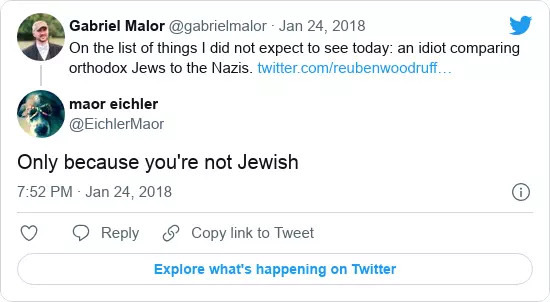 Gabriel Malor @gabrielmalor · Jan 24, 2018
On the list of things I did not expect to see today: an idiot comparing
orthodox Jews to the Nazis. twitter.com/reubenwoodruff…
maor eichler
@EichlerMaor
Only because you're not Jewish
7:52 PM · Jan 24, 2018
Reply
Copy link to Tweet
Explore what's happening on Twitter